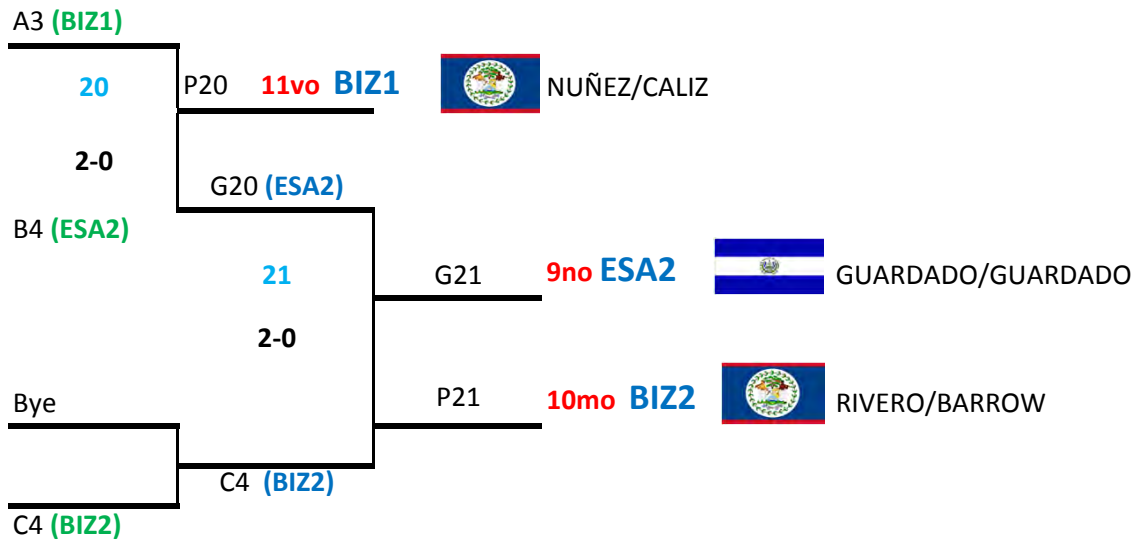 A3 (BIZ1)
20
P20 11vo BIZ1 NUÑEZ/CALIZ
2-0
G20 (ESA2)
B4 (ESA2)
21
G21 9no ESA2 GUARDADO/GUARDADO
2-0
Bye
P21 10mo BIZ2 RIVERO/BARROW
C4 (BIZ2)
C4 (BIZ2)